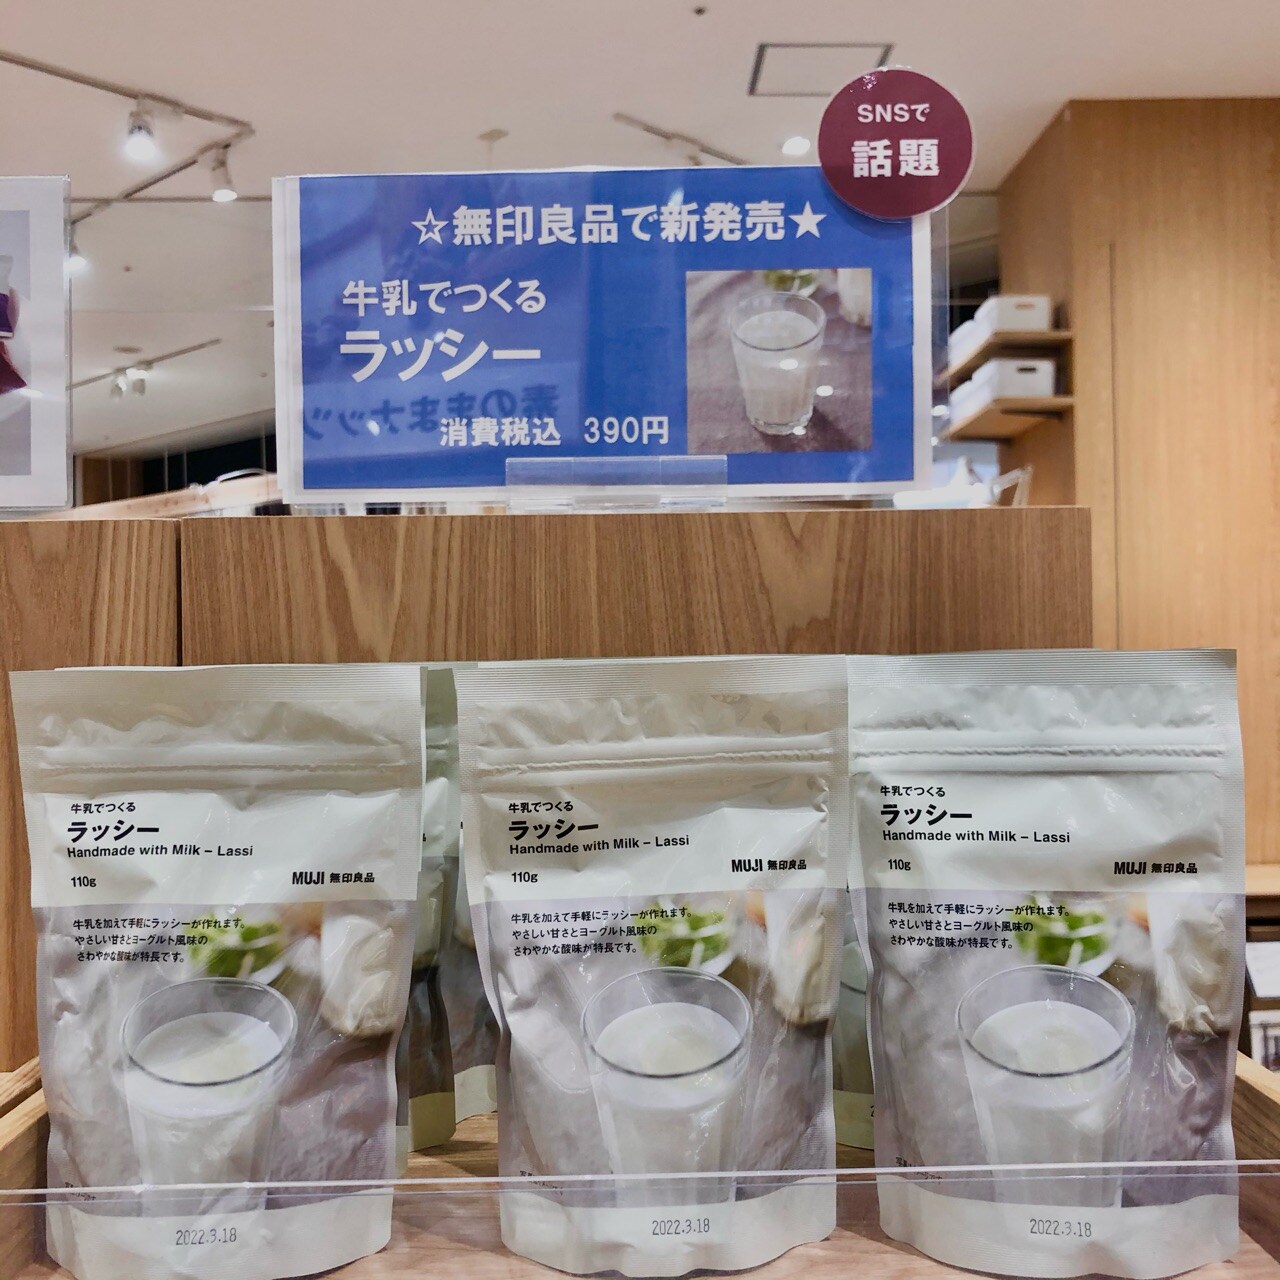 SNSで
話題
☆無印良品で新発売★
牛乳でつくる
ラッシー
素のままナッツ
消費税込 390円
牛乳でつくる
ラッシー
Handmade with Milk – Lassi
110g
MUJI 無印良品
牛乳を加えて手軽にラッシーが作れます。
やさしい甘さとヨーグルト風味の
さわやかな酸味が特長です。
2022.3.18
牛乳でつくる
ラッシー
Handmade with Milk – Lassi
110g
MUJI 無印良品
牛乳を加えて手軽にラッシーが作れます。
やさしい甘さとヨーグルト風味の
さわやかな酸味が特長です。
2022.3.18
牛乳でつくる
ラッシー
Handmade with Milk – Lassi
110g
MUJI 無印良品
牛乳を加えて手軽にラッシーが作れます。
やさしい甘さとヨーグルト風味の
さわやかな酸味が特長です。
2022.3.18